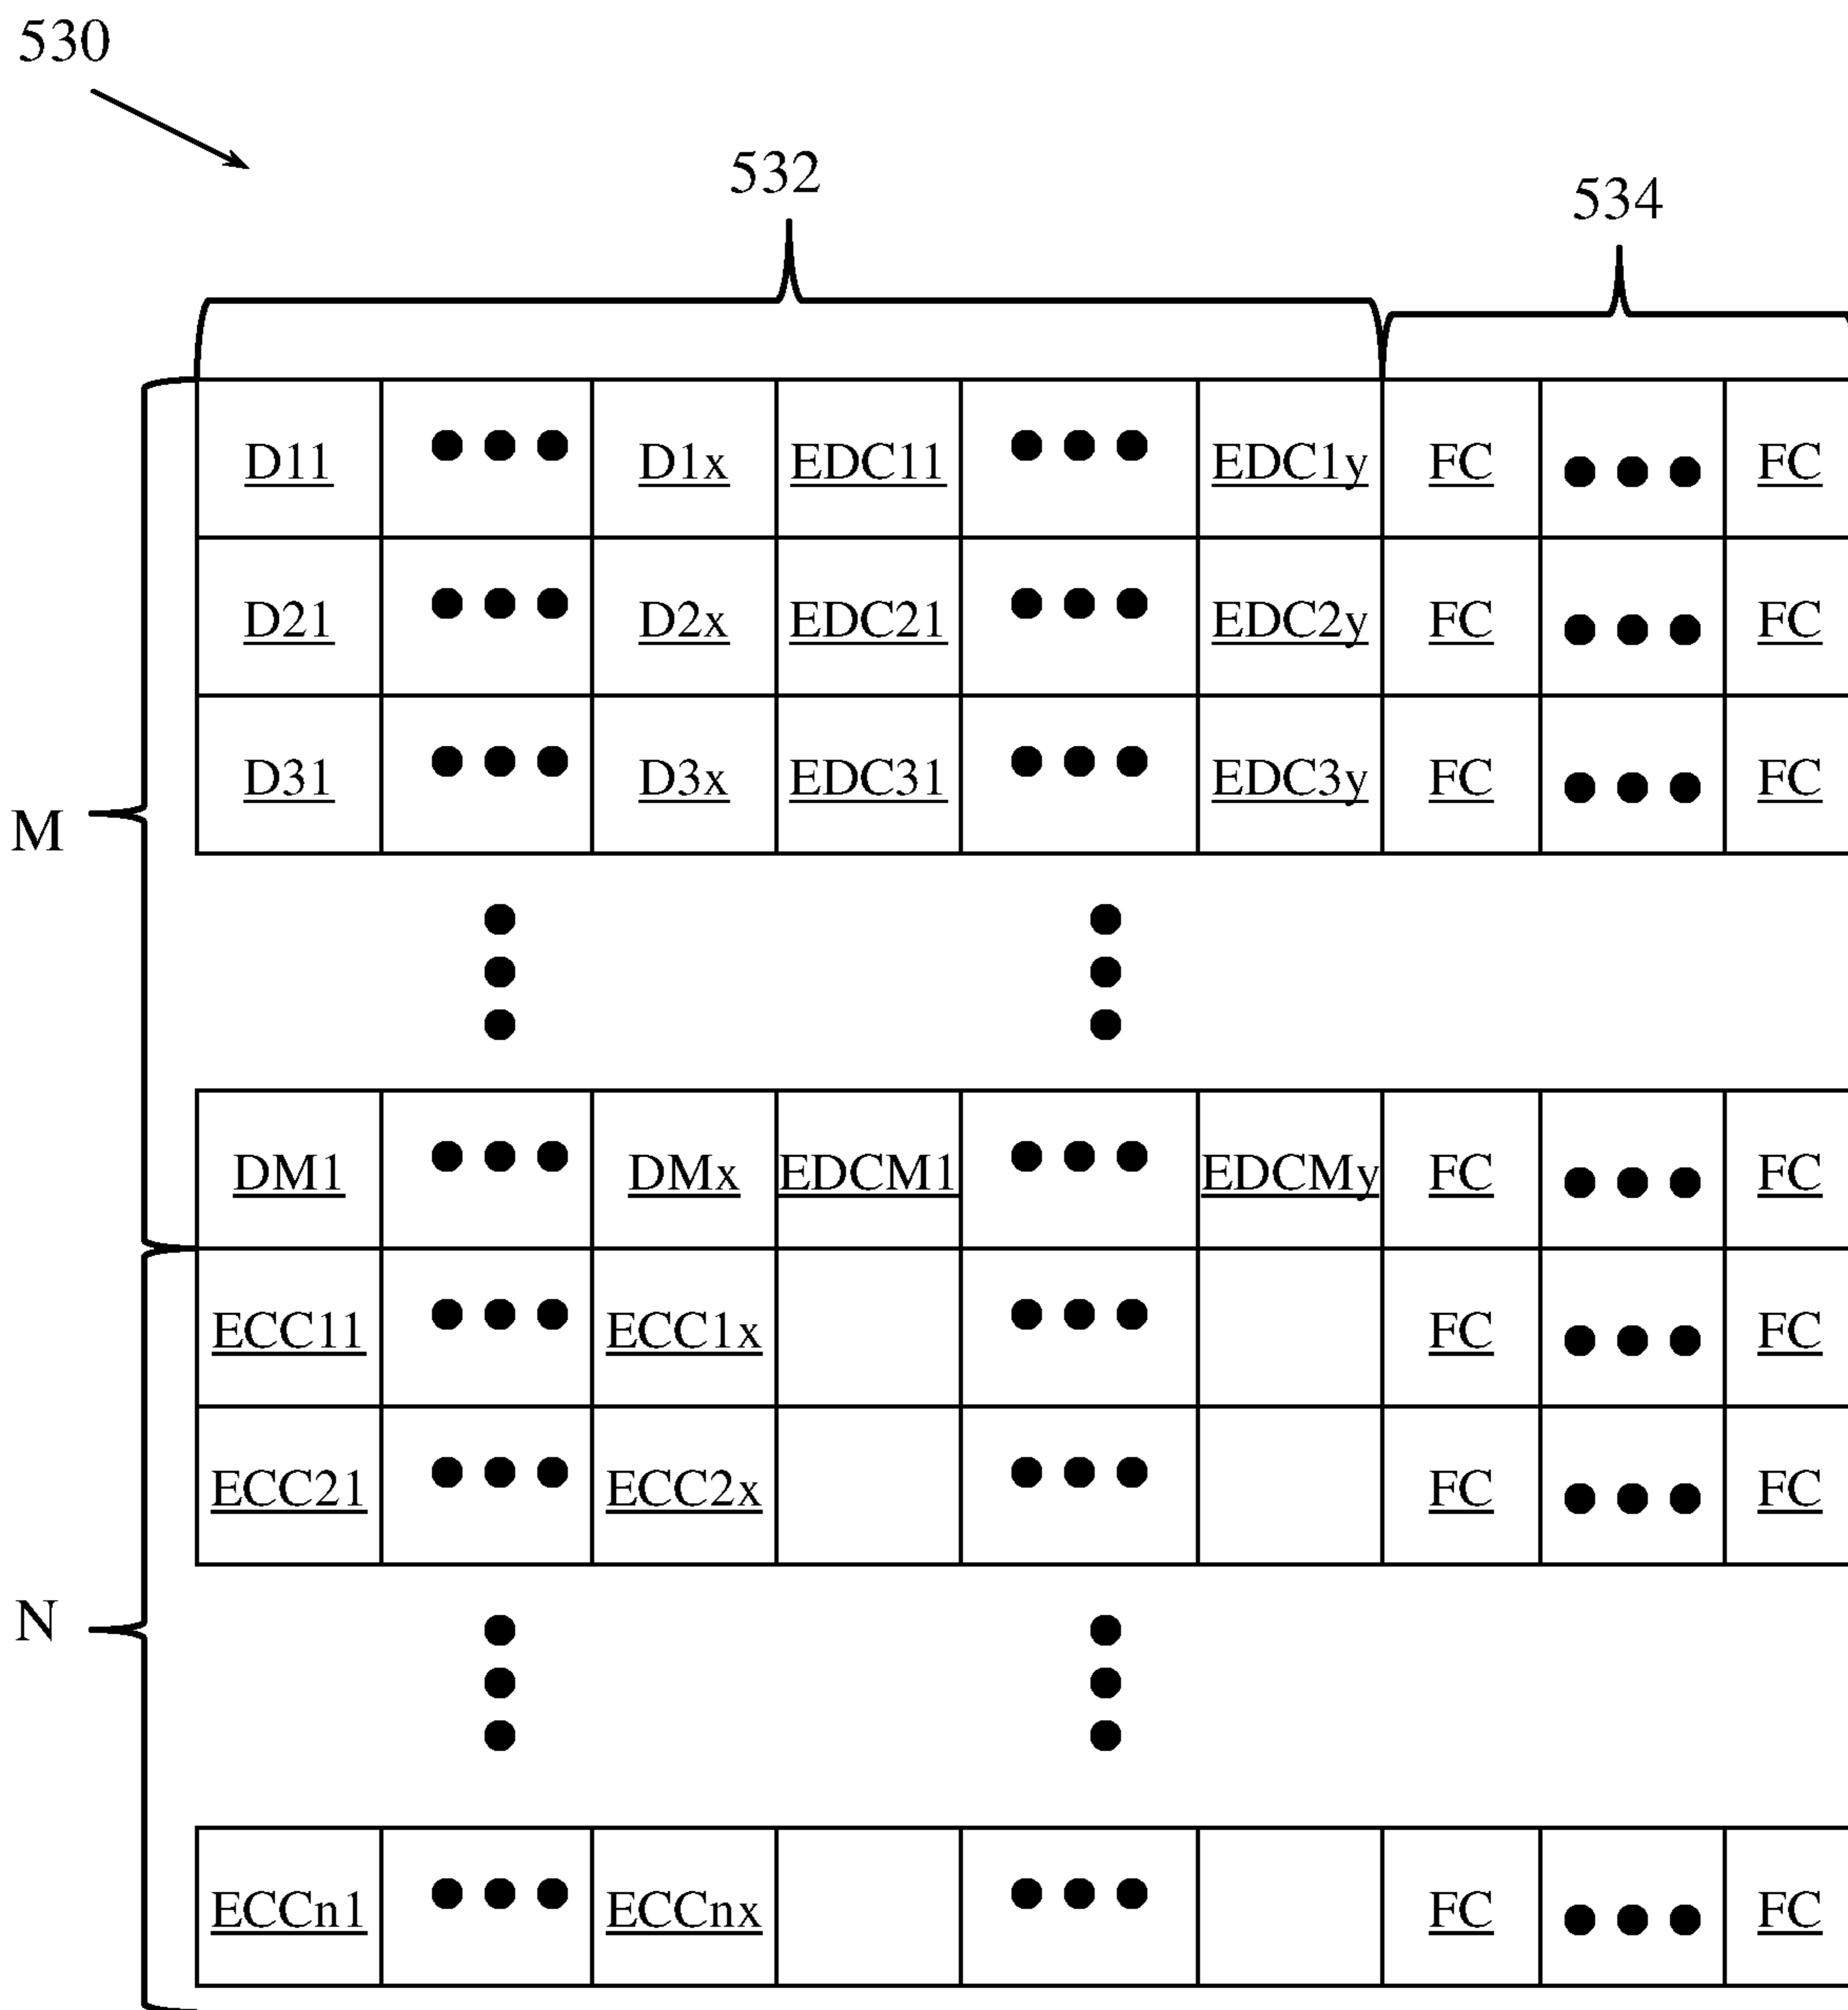 530
532
534
D11 ●●● D1x EDC11 ●●● EDC1y FC ●●● FC
D21 ●●● D2x EDC21 ●●● EDC2y FC ●●● FC
D31 ●●● D3x EDC31 ●●● EDC3y FC ●●● FC
M
DM1 ●●● DMx EDCM1 ●●● EDCMy FC ●●● FC
ECC11 ●●● ECC1x ●●● FC ●●● FC
ECC21 ●●● ECC2x ●●● FC ●●● FC
N
ECCn1 ●●● ECCnx ●●● FC ●●● FC